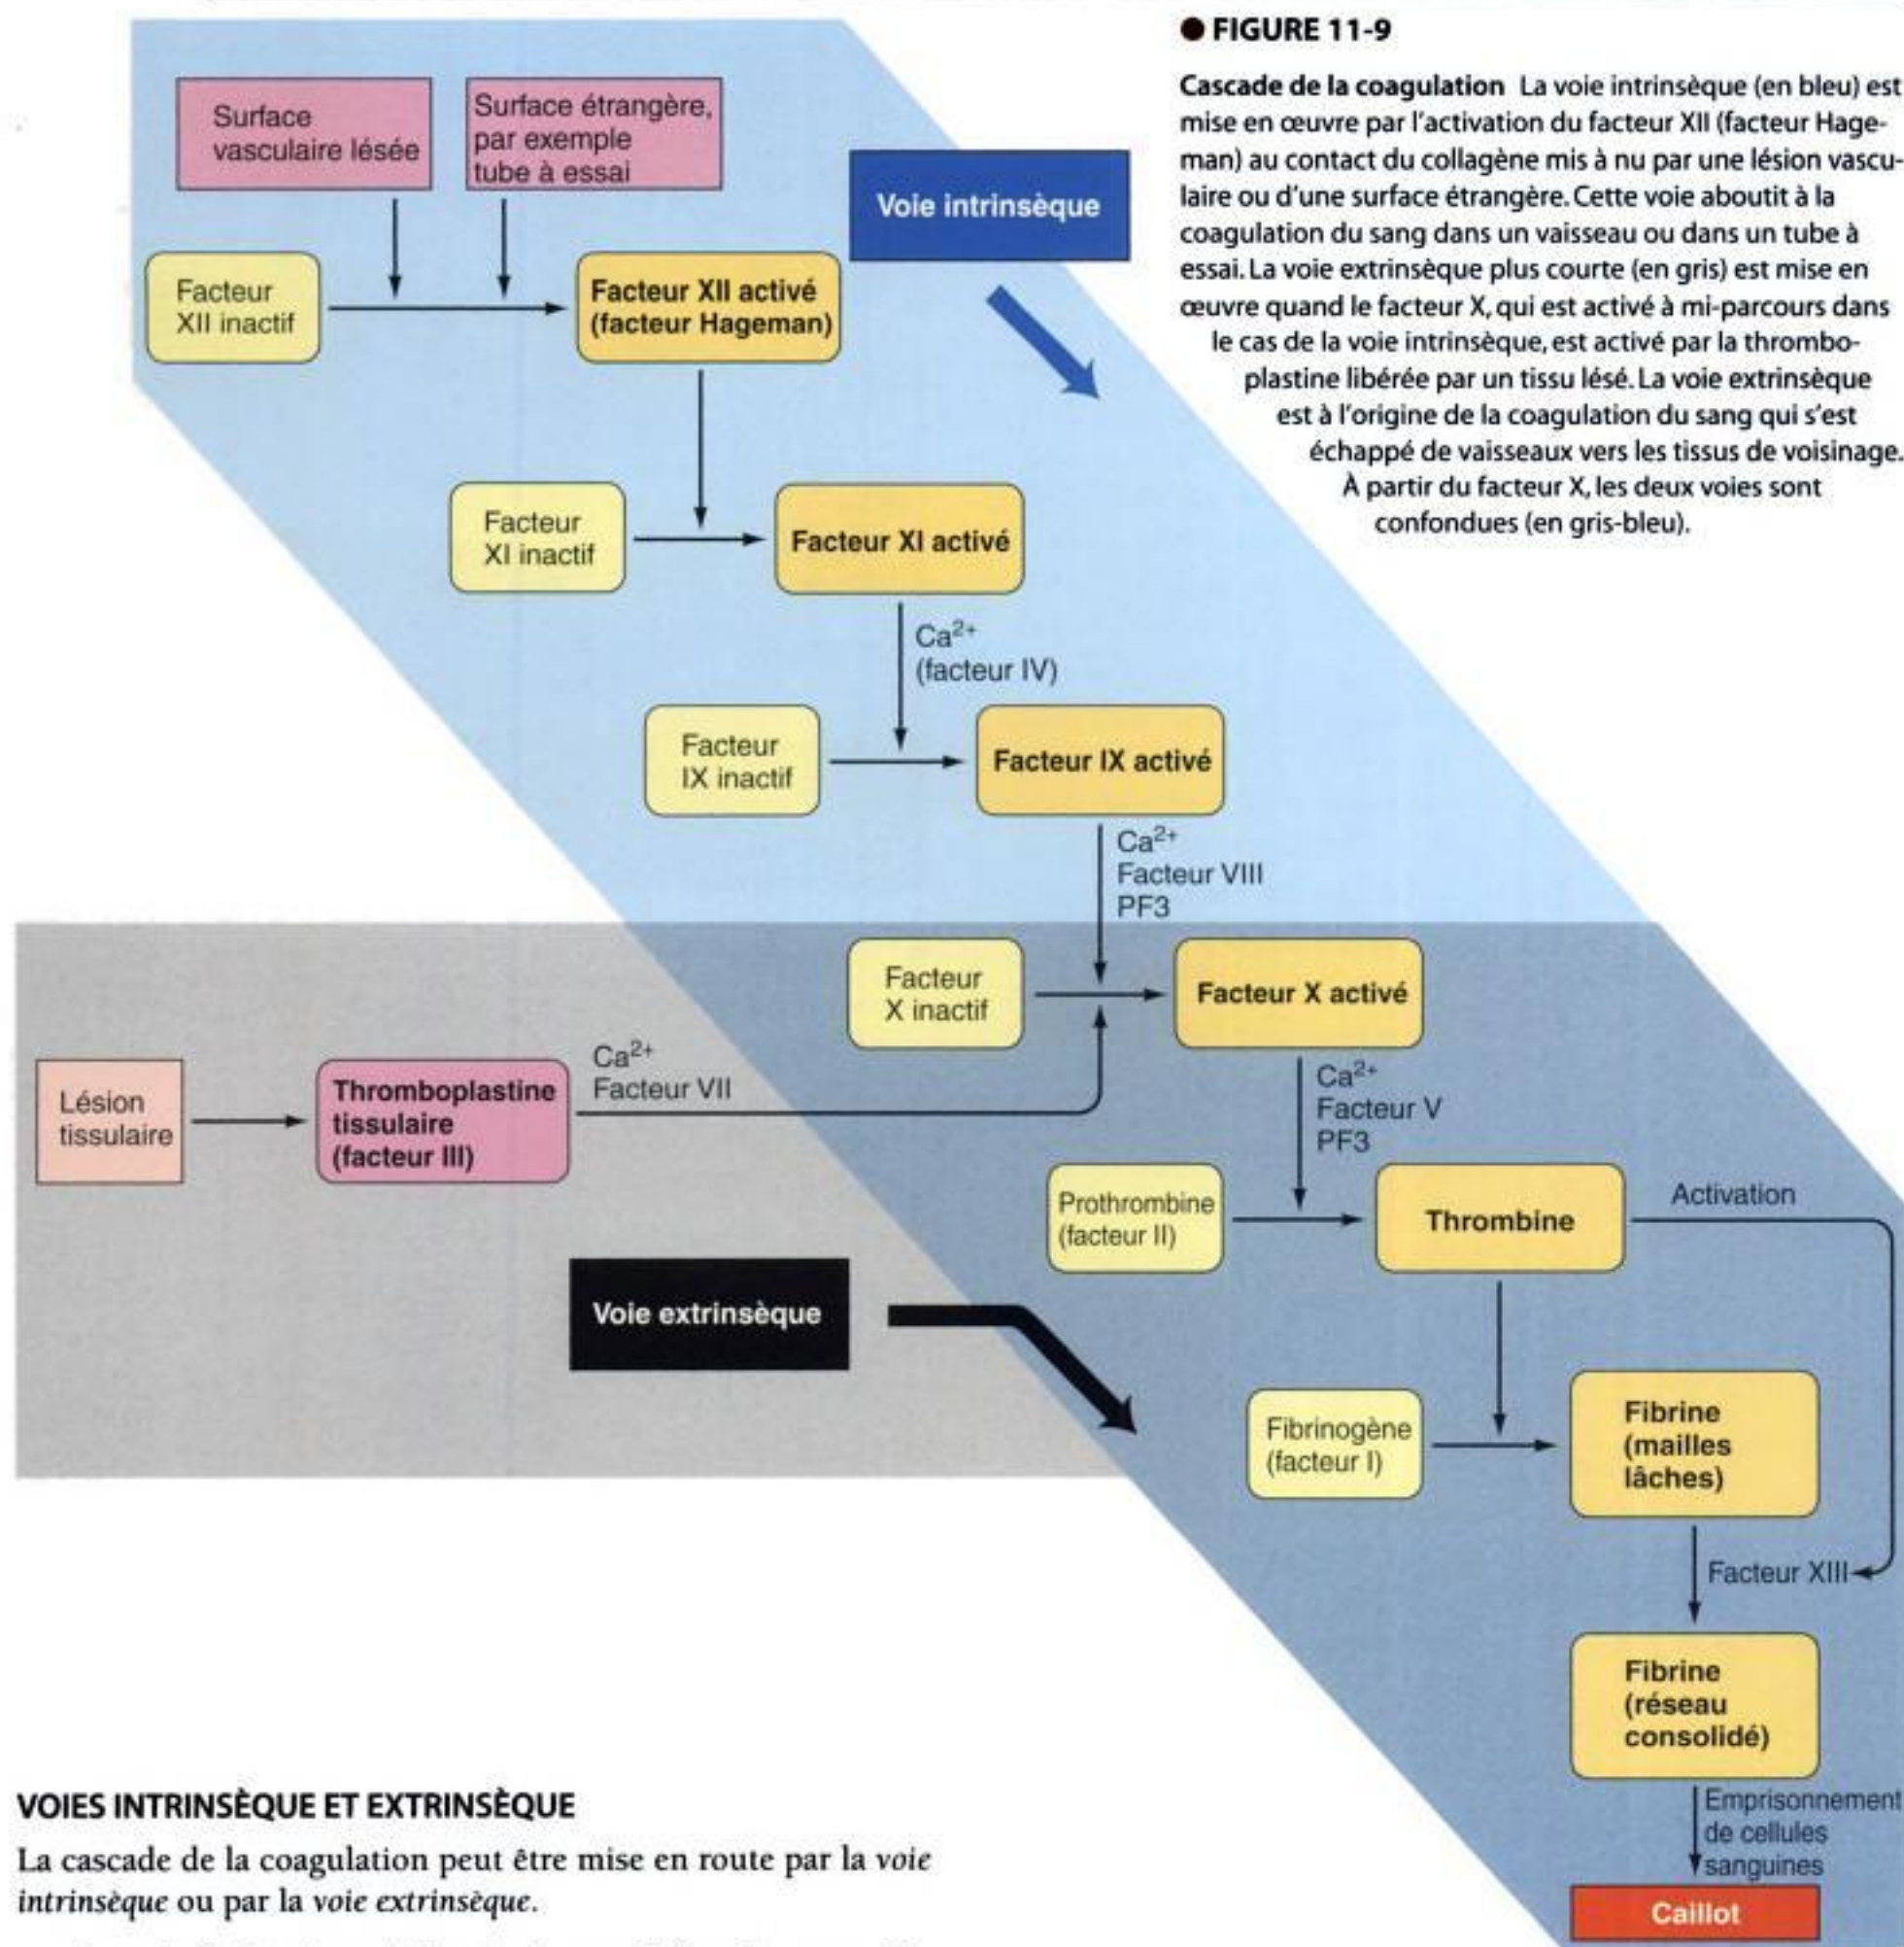 ● FIGURE 11-9
Cascade de la coagulation La voie intrinsèque (en bleu) est
mise en œuvre par l'activation du facteur XII (facteur Hage-
man) au contact du collagène mis à nu par une lésion vascu-
laire ou d'une surface étrangère. Cette voie aboutit à la
coagulation du sang dans un vaisseau ou dans un tube à
essai. La voie extrinsèque plus courte (en gris) est mise en
œuvre quand le facteur X, qui est activé à mi-parcours dans
le cas de la voie intrinsèque, est activé par la thrombo-
plastine libérée par un tissu lésé. La voie extrinsèque
est à l'origine de la coagulation du sang qui s'est
échappé de vaisseaux vers les tissus de voisinage.
À partir du facteur X, les deux voies sont
confondues (en gris-bleu).
Surface
vasculaire lésée
Surface étrangère,
par exemple
tube à essai
Voie intrinsèque
Facteur
XII inactif
Facteur XII activé
(facteur Hageman)
Facteur
XI inactif
Facteur XI activé
Ca²⁺
(facteur IV)
Facteur
IX inactif
Facteur IX activé
Ca²⁺
Facteur VIII
PF3
Facteur
X inactif
Facteur X activé
Lésion
tissulaire
Thromboplastine
tissulaire
(facteur III)
Ca²⁺
Facteur VII
Ca²⁺
Facteur V
PF3
Prothrombine
(facteur II)
Thrombine
Activation
Voie extrinsèque
Fibrinogène
(facteur I)
Fibrine
(mailles
lâches)
Facteur XIII
Fibrine
(réseau
consolidé)
Emprisonnement
de cellules
sanguines
Caillot
VOIES INTRINSÈQUE ET EXTRINSÈQUE
La cascade de la coagulation peut être mise en route par la voie
intrinsèque ou par la voie extrinsèque.